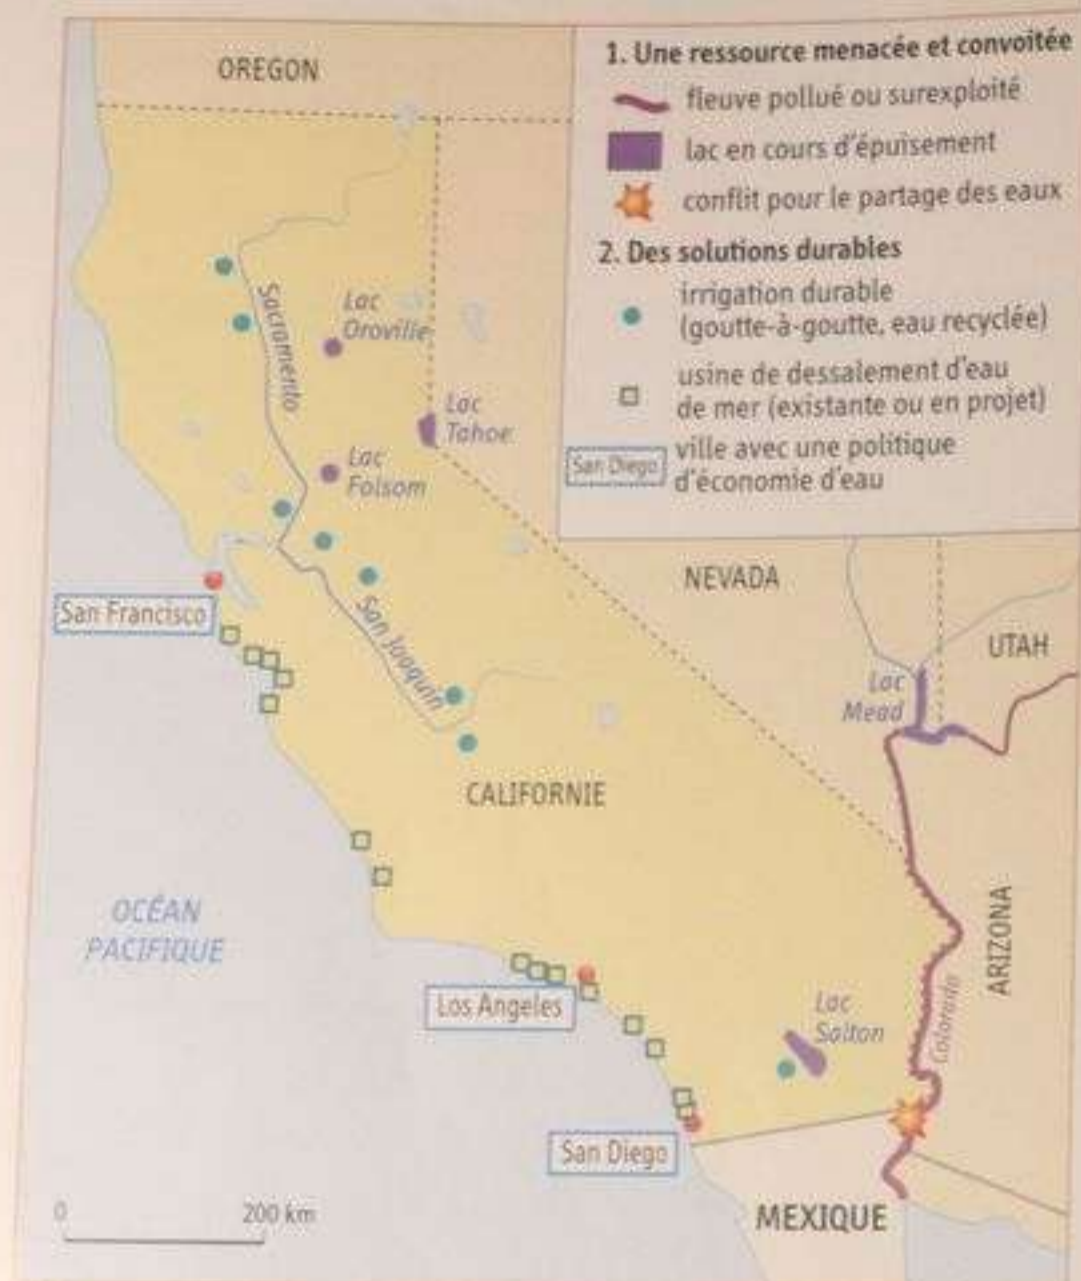 OREGON
1. Une ressource menacée et convoitée
fleuve pollué ou surexploité
lac en cours d'épuisement
conflit pour le partage des eaux
2. Des solutions durables
irrigation durable
(goutte-à-goutte, eau recyclée)
usine de dessalement d'eau
de mer (existante ou en projet)
San Diego
ville avec une politique
d'économie d'eau
Sacramento
Lac
Oroville
Lac
Tahoe
Lac
Folsom
San Francisco
San Joaquin
NEVADA
UTAH
Lac
Mead
CALIFORNIE
OCÉAN
PACIFIQUE
ARIZONA
Colorado
Los Angeles
Lac
Salton
San Diego
MEXIQUE
0 200 km